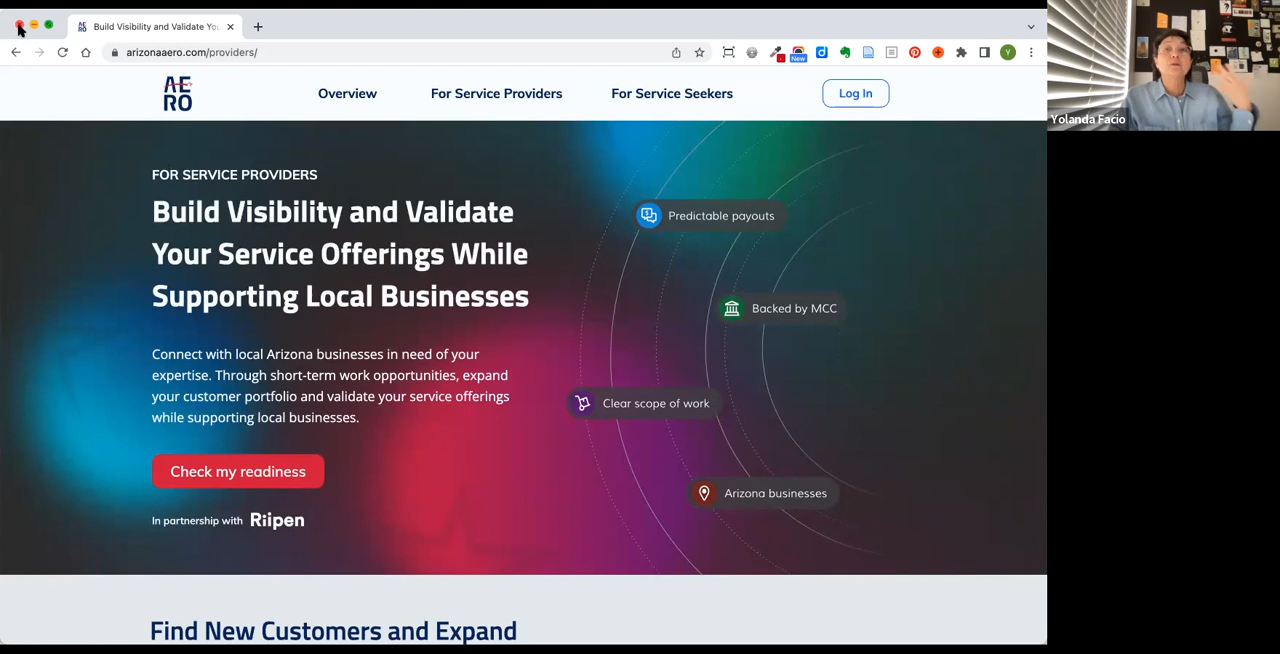 Build Visibility and Validate You
arizonaaero.com/providers/
New
Y
Yolanda Facio
AE
RO
Overview
For Service Providers
For Service Seekers
Log In
FOR SERVICE PROVIDERS
Build Visibility and Validate
Your Service Offerings While
Supporting Local Businesses
Predictable payouts
Backed by MCC
Connect with local Arizona businesses in need of your
expertise. Through short-term work opportunities, expand
your customer portfolio and validate your service offerings
while supporting local businesses.
Clear scope of work
Check my readiness
Arizona businesses
In partnership with Riipen
Find New Customers and Expand